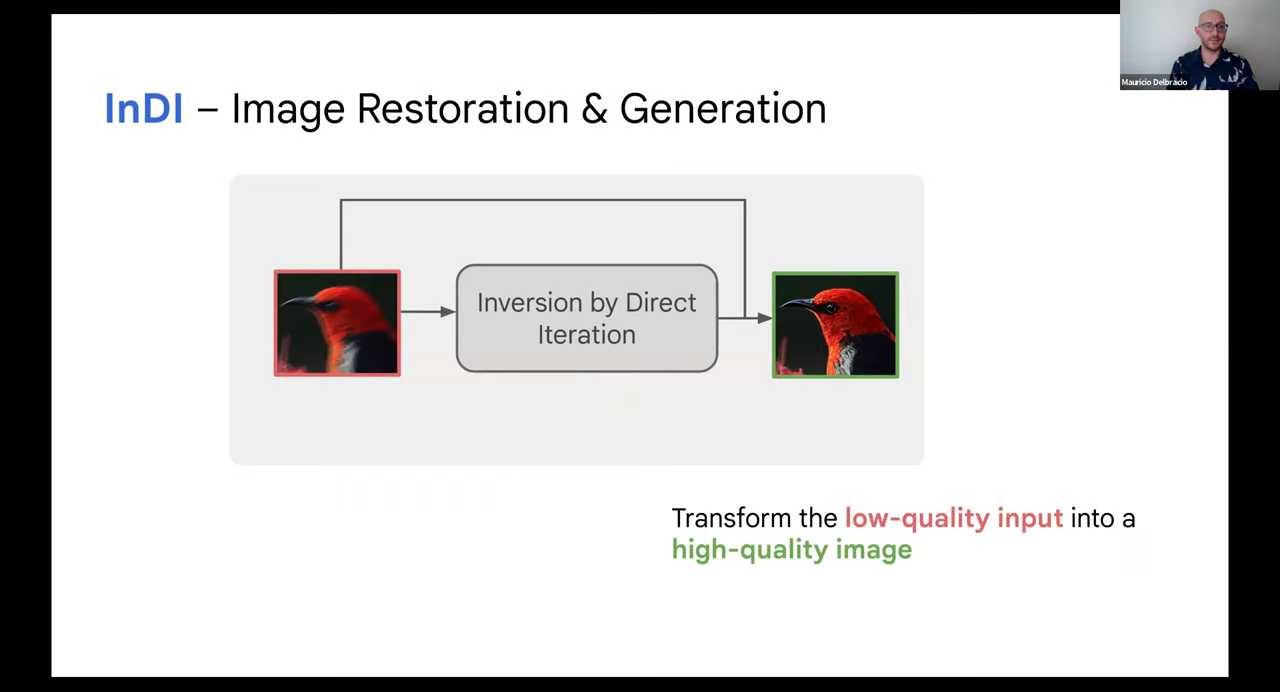 Mauricio Delbracio
InDI – Image Restoration & Generation
Inversion by Direct
Iteration
Transform the low-quality input into a
high-quality image